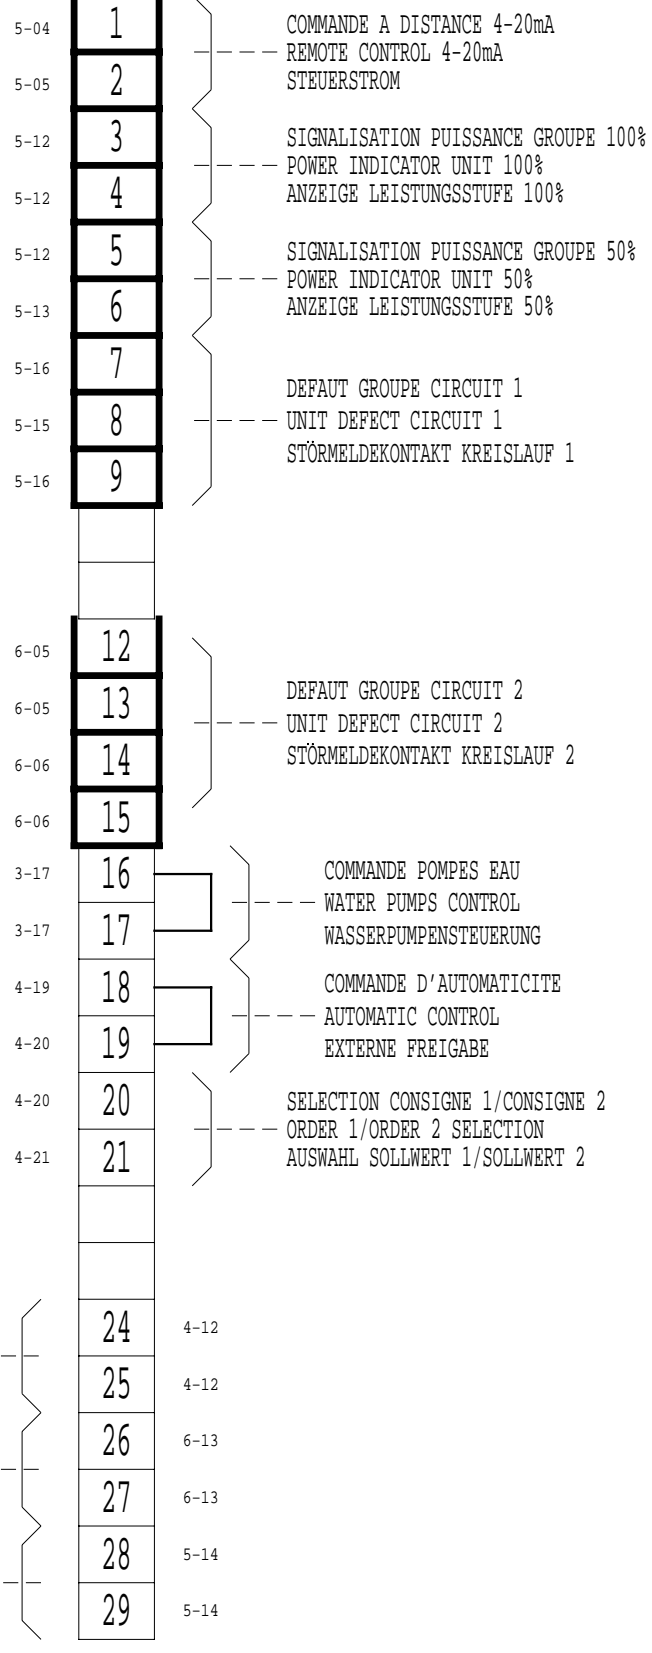 5-04 1 COMMANDE A DISTANCE 4-20mA
REMOTE CONTROL 4-20mA
5-05 2 STEUERSTROM
5-12 3 SIGNALISATION PUISSANCE GROUPE 100%
POWER INDICATOR UNIT 100%
5-12 4 ANZEIGE LEISTUNGSSTUFE 100%
5-12 5 SIGNALISATION PUISSANCE GROUPE 50%
POWER INDICATOR UNIT 50%
5-13 6 ANZEIGE LEISTUNGSSTUFE 50%
5-16 7
DEFAUT GROUPE CIRCUIT 1
5-15 8 UNIT DEFECT CIRCUIT 1
STÖRMELDEKONTAKT KREISLAUF 1
5-16 9
6-05 12
DEFAUT GROUPE CIRCUIT 2
6-05 13 UNIT DEFECT CIRCUIT 2
6-06 14 STÖRMELDEKONTAKT KREISLAUF 2
6-06 15
3-17 16 COMMANDE POMPES EAU
WATER PUMPS CONTROL
3-17 17 WASSERPUMPENSTEUERUNG
4-19 18 COMMANDE D'AUTOMATICITE
AUTOMATIC CONTROL
4-20 19 EXTERNE FREIGABE
4-20 20 SELECTION CONSIGNE 1/CONSIGNE 2
ORDER 1/ORDER 2 SELECTION
4-21 21 AUSWAHL SOLLWERT 1/SOLLWERT 2
24 4-12
25 4-12
26 6-13
27 6-13
28 5-14
29 5-14